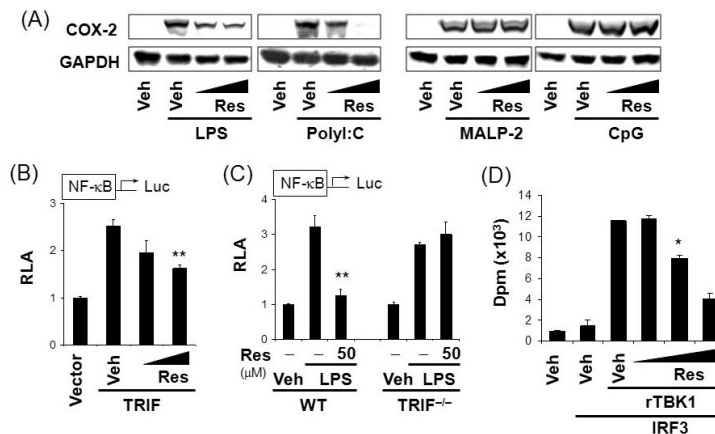 (A)
COX-2
GAPDH
Veh Veh Res Veh Res Veh Veh Res Veh Res
LPS PolyI:C MALP-2 CpG
(B)
NF-κB Luc
RLA
3
2
1
0
Vector Veh Res
**
TRIF
(C)
NF-κB Luc
RLA
4
3
2
1
0
**
Res (μM) – – 50 – – 50
Veh LPS Veh LPS
WT TRIF–/–
(D)
Dpm (x10³)
12
10
8
6
4
2
0
*
Veh Veh Veh Res
rTBK1
IRF3